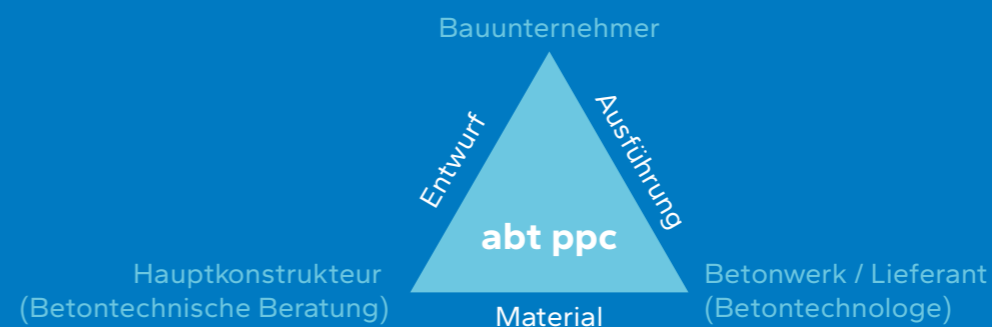 Bauunternehmer
Entwurf
Ausführung
abt ppc
Hauptkonstrukteur
(Betontechnische Beratung)
Betonwerk / Lieferant
(Betontechnologe)
Material